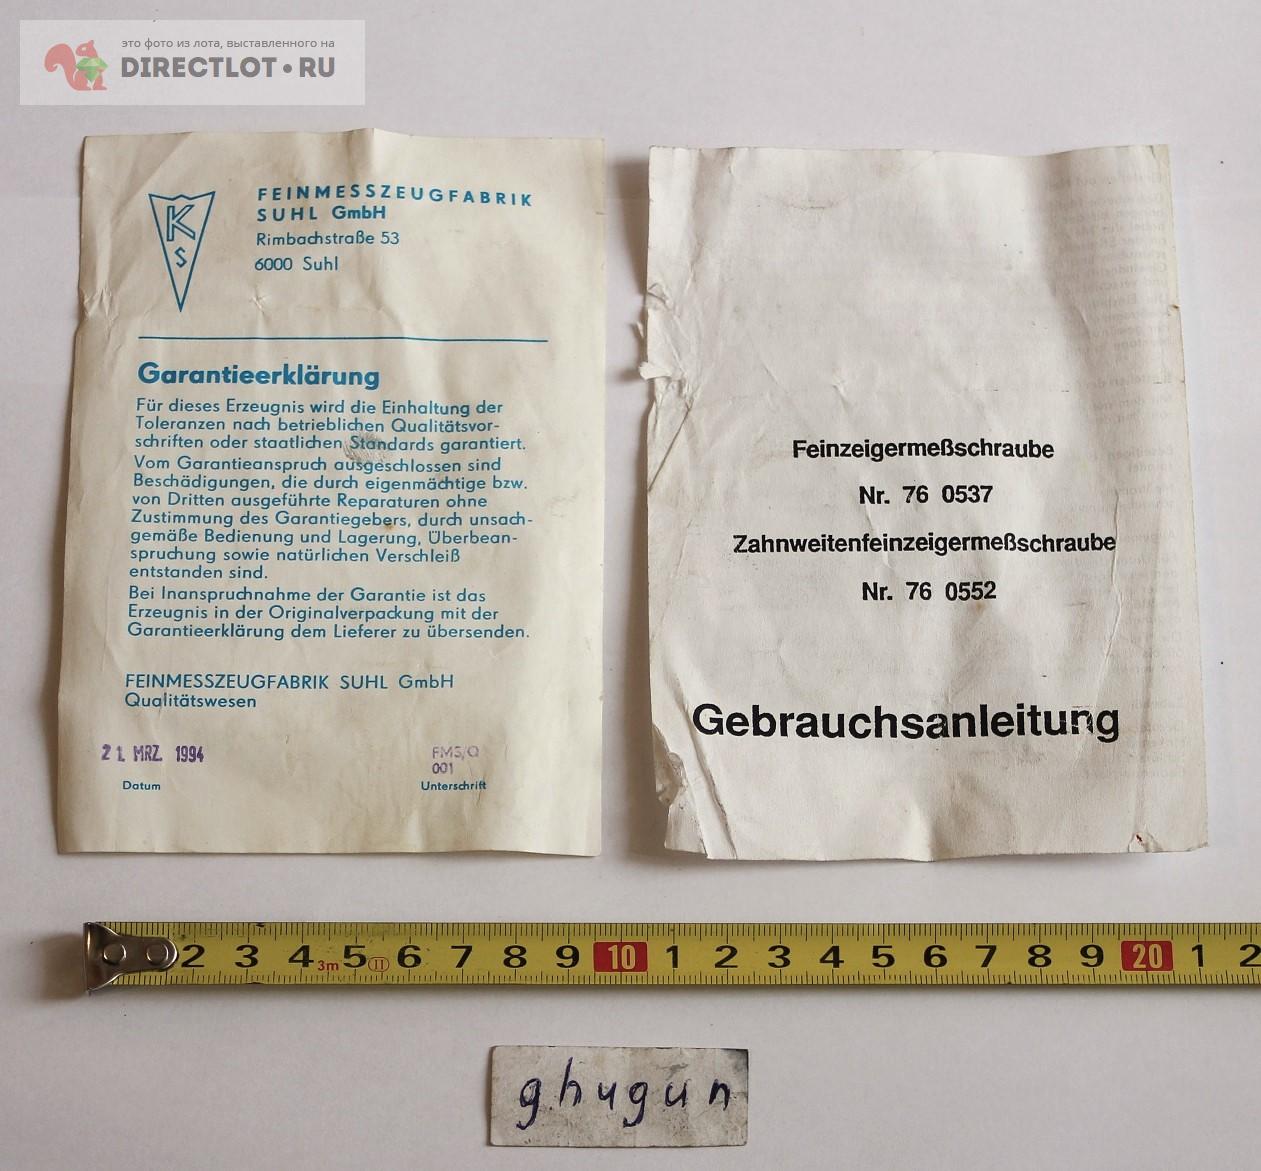 это фото из лота, выставленного на
DIRECTLOT•RU
K
S
FEINMESSZEUGFABRIK
SUHL GmbH
Rimbachstraße 53
6000 Suhl
Garantieerklärung
Für dieses Erzeugnis wird die Einhaltung der
Toleranzen nach betrieblichen Qualitätsvor-
schriften oder staatlichen Standards garantiert.
Vom Garantieanspruch ausgeschlossen sind
Beschädigungen, die durch eigenmächtige bzw.
von Dritten ausgeführte Reparaturen ohne
Zustimmung des Garantiegebers, durch unsach-
gemäße Bedienung und Lagerung, Überbean-
spruchung sowie natürlichen Verschleiß
entstanden sind.
Bei Inanspruchnahme der Garantie ist das
Erzeugnis in der Originalverpackung mit der
Garantieerklärung dem Lieferer zu übersenden.
FEINMESSZEUGFABRIK SUHL GmbH
Qualitätswesen
21. MRZ. 1994
FMS/Q
001
Datum
Unterschrift
Feinzeigermeßschraube
Nr. 76 0537
Zahnweitenfeinzeigermeßschraube
Nr. 76 0552
Gebrauchsanleitung
2 3 4 3m 5 II 6 7 8 9 10 1 2 3 4 5 6 7 8 9 20 1 2
ghugun